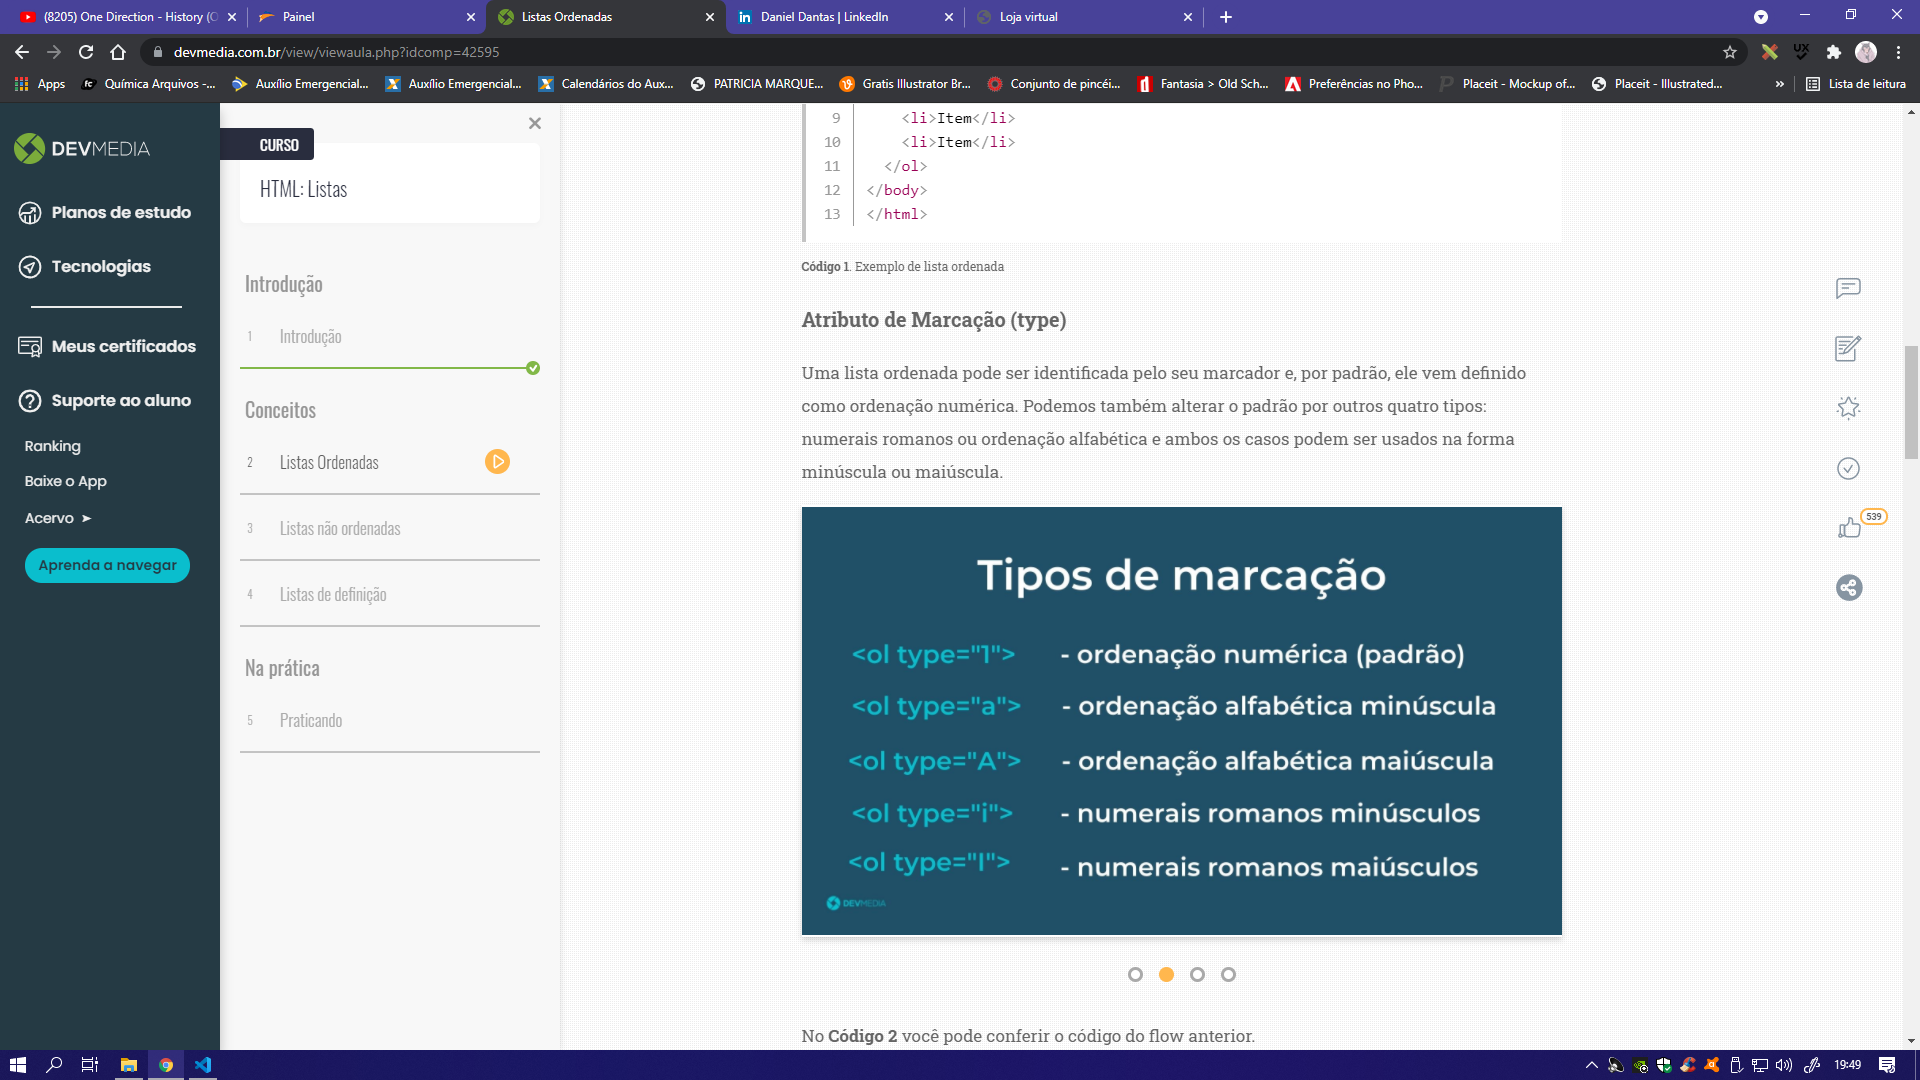 (8205) One Direction - History (O
Painel
Listas Ordenadas
Daniel Dantas | LinkedIn
Loja virtual
devmedia.com.br/view/viewaula.php?idcomp=42595
Apps
Química Arquivos -...
Auxílio Emergencial...
Auxílio Emergencial...
Calendários do Aux...
PATRICIA MARQUE...
Gratis Illustrator Br...
Conjunto de pincéi...
Fantasia > Old Sch...
Preferências no Pho...
Placeit - Mockup of...
Placeit - Illustrated...
»
Lista de leitura
DEVMEDIA
Planos de estudo
Tecnologias
Meus certificados
Suporte ao aluno
Ranking
Baixe o App
Acervo ➤
Aprenda a navegar
CURSO
HTML: Listas
Introdução
1 Introdução
Conceitos
2 Listas Ordenadas
3 Listas não ordenadas
4 Listas de definição
Na prática
5 Praticando
9 <li>Item</li>
10 <li>Item</li>
11 </ol>
12 </body>
13 </html>
Código 1. Exemplo de lista ordenada
Atributo de Marcação (type)
Uma lista ordenada pode ser identificada pelo seu marcador e, por padrão, ele vem definido
como ordenação numérica. Podemos também alterar o padrão por outros quatro tipos:
numerais romanos ou ordenação alfabética e ambos os casos podem ser usados na forma
minúscula ou maiúscula.
Tipos de marcação
<ol type="1"> - ordenação numérica (padrão)
<ol type="a"> - ordenação alfabética minúscula
<ol type="A"> - ordenação alfabética maiúscula
<ol type="i"> - numerais romanos minúsculos
<ol type="I"> - numerais romanos maiúsculos
DEVMEDIA
No Código 2 você pode conferir o código do flow anterior.
539
19:49